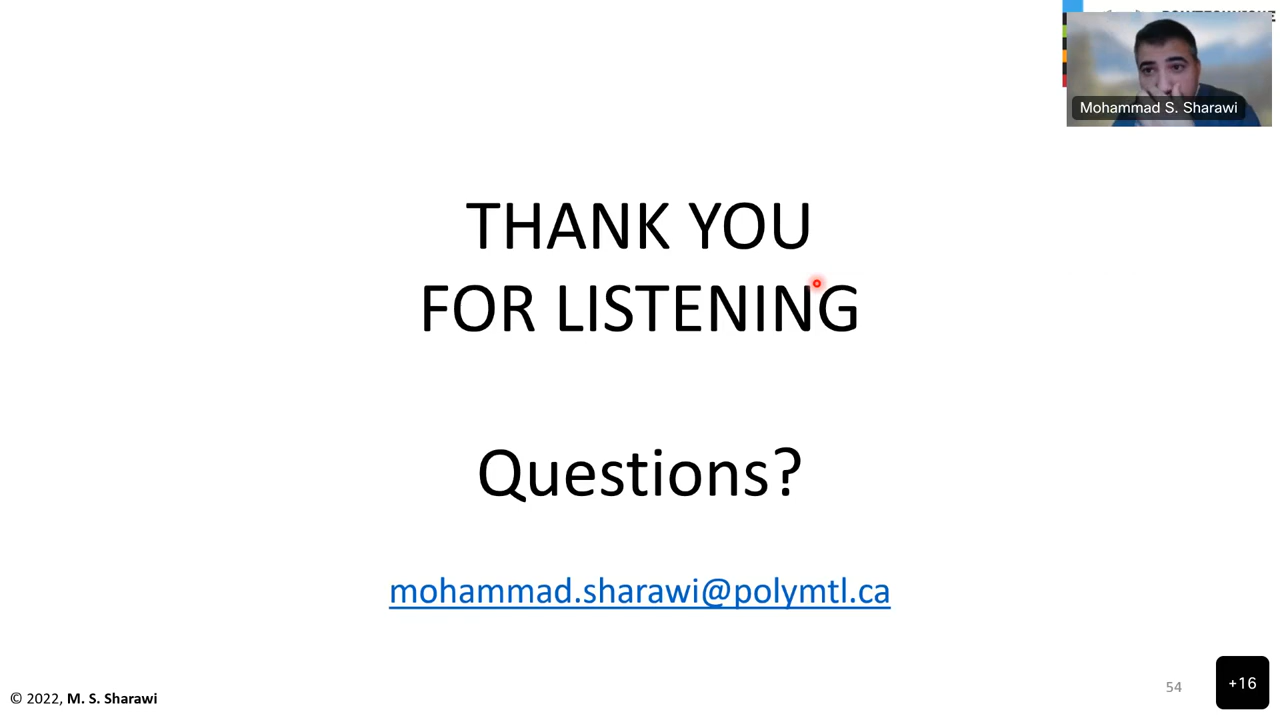 Mohammad S. Sharawi
THANK YOU
FOR LISTENING
Questions?
mohammad.sharawi@polymtl.ca
© 2022, M. S. Sharawi
54
+16